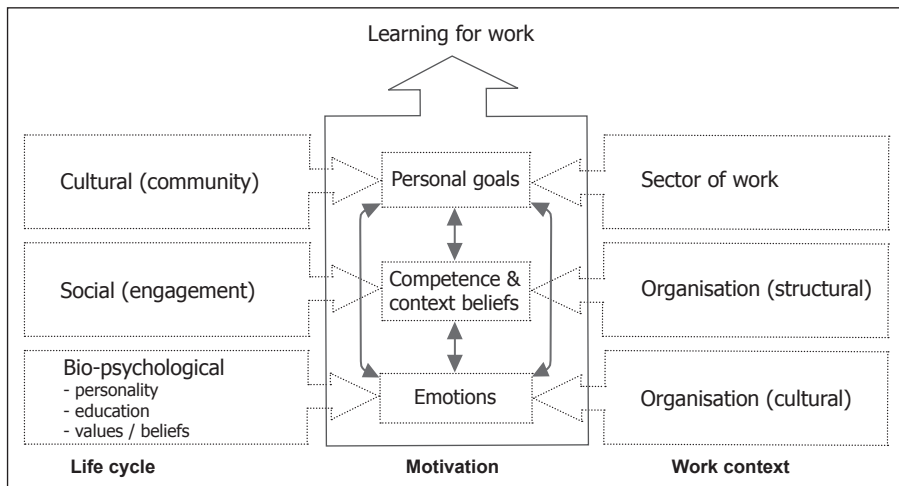 Learning for work
Cultural (community)
Social (engagement)
Bio-psychological
- personality
- education
- values / beliefs
Life cycle
Personal goals
Competence &
context beliefs
Emotions
Motivation
Sector of work
Organisation (structural)
Organisation (cultural)
Work context